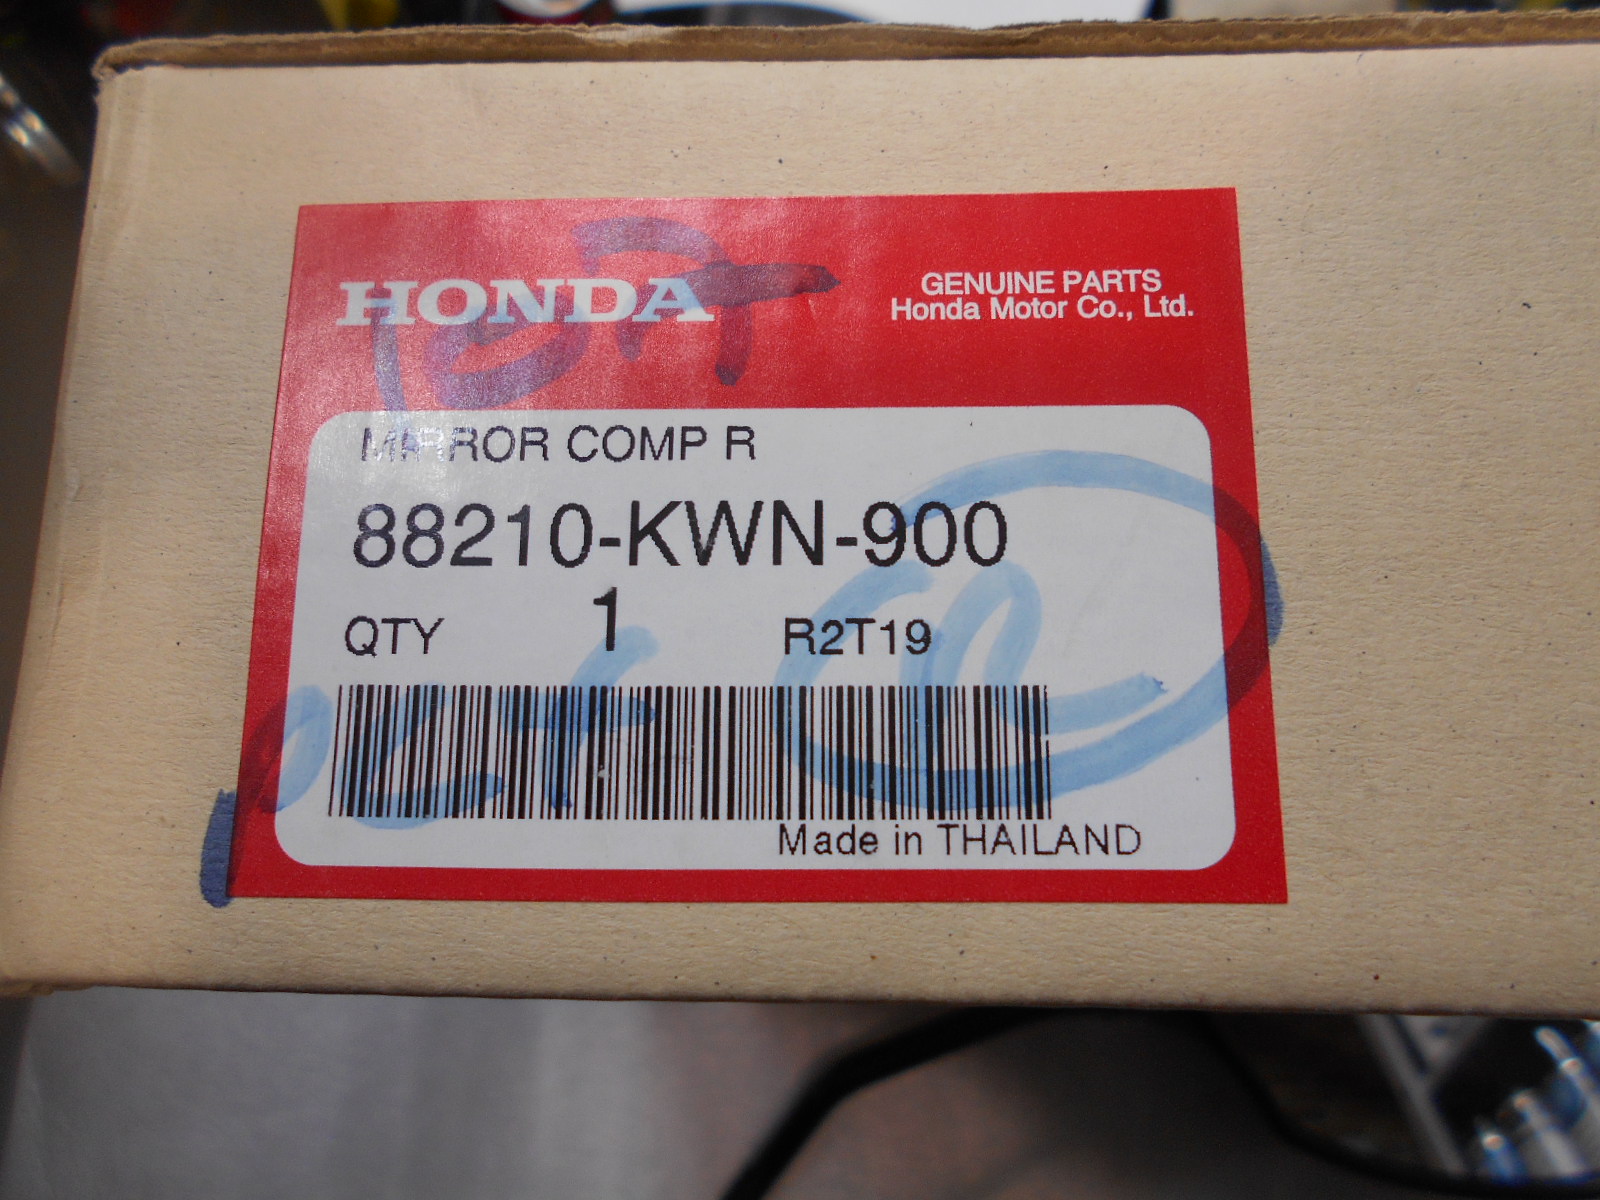 HONDA
GENUINE PARTS
Honda Motor Co., Ltd.
MIRROR COMP R
88210-KWN-900
QTY 1 R2T19
Made in THAILAND